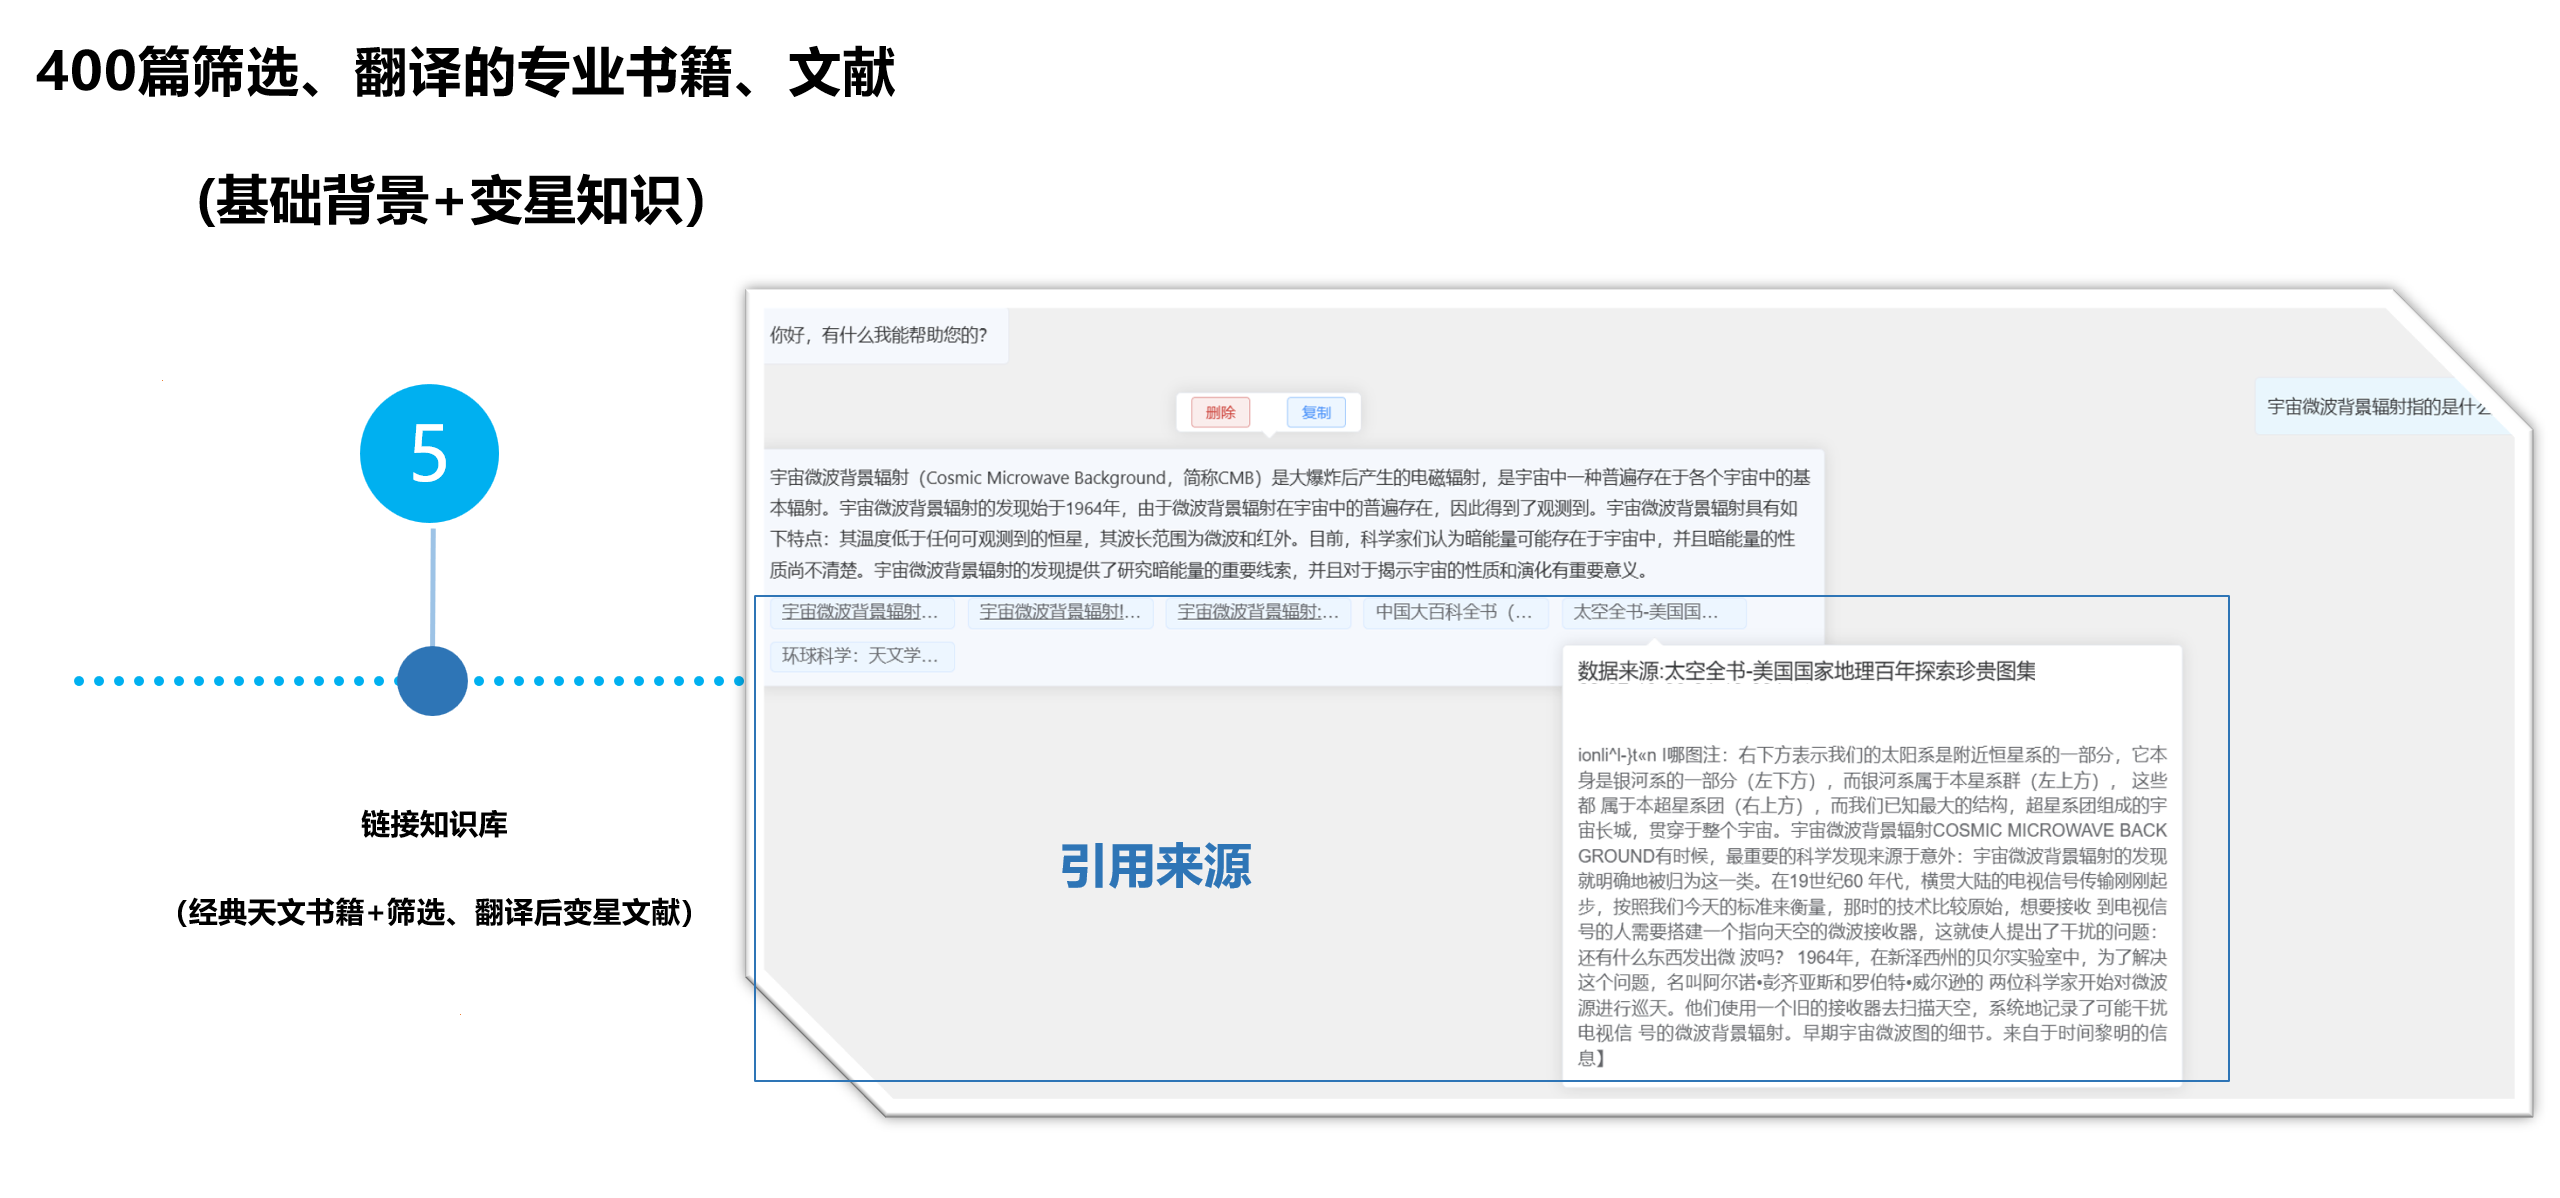 400篇筛选、翻译的专业书籍、文献
(基础背景+变星知识)
5
链接知识库
(经典天文书籍+筛选、翻译后变星文献)
你好，有什么我能帮助您的？
宇宙微波背景辐射指的是什么
删除 复制
宇宙微波背景辐射（Cosmic Microwave Background，简称CMB）是大爆炸后产生的电磁辐射，是宇宙中一种普遍存在于各个宇宙中的基
本辐射。宇宙微波背景辐射的发现始于1964年，由于微波背景辐射在宇宙中的普遍存在，因此得到了观测到。宇宙微波背景辐射具有如
下特点：其温度低于任何可观测到的恒星，其波长范围为微波和红外。目前，科学家们认为暗能量可能存在于宇宙中，并且暗能量的性
质尚不清楚。宇宙微波背景辐射的发现提供了研究暗能量的重要线索，并且对于揭示宇宙的性质和演化有重要意义。
宇宙微波背景辐射... 宇宙微波背景辐射!... 宇宙微波背景辐射:... 中国大百科全书（... 太空全书-美国国...
环球科学：天文学...
引用来源
数据来源:太空全书-美国国家地理百年探索珍贵图集
ionli^l-}t«n l哪图注：右下方表示我们的太阳系是附近恒星系的一部分，它本
身是银河系的一部分（左下方），而银河系属于本星系群（左上方）， 这些
都 属于本超星系团（右上方），而我们已知最大的结构，超星系团组成的宇
宙长城，贯穿于整个宇宙。宇宙微波背景辐射COSMIC MICROWAVE BACK
GROUND有时候，最重要的科学发现来源于意外：宇宙微波背景辐射的发现
就明确地被归为这一类。在19世纪60 年代，横贯大陆的电视信号传输刚刚起
步，按照我们今天的标准来衡量，那时的技术比较原始，想要接收 到电视信
号的人需要搭建一个指向天空的微波接收器，这就使人提出了干扰的问题：
还有什么东西发出微 波吗？ 1964年，在新泽西州的贝尔实验室中，为了解决
这个问题，名叫阿尔诺•彭齐亚斯和罗伯特•威尔逊的 两位科学家开始对微波
源进行巡天。他们使用一个旧的接收器去扫描天空，系统地记录了可能干扰
电视信 号的微波背景辐射。早期宇宙微波图的细节。来自于时间黎明的信
息】